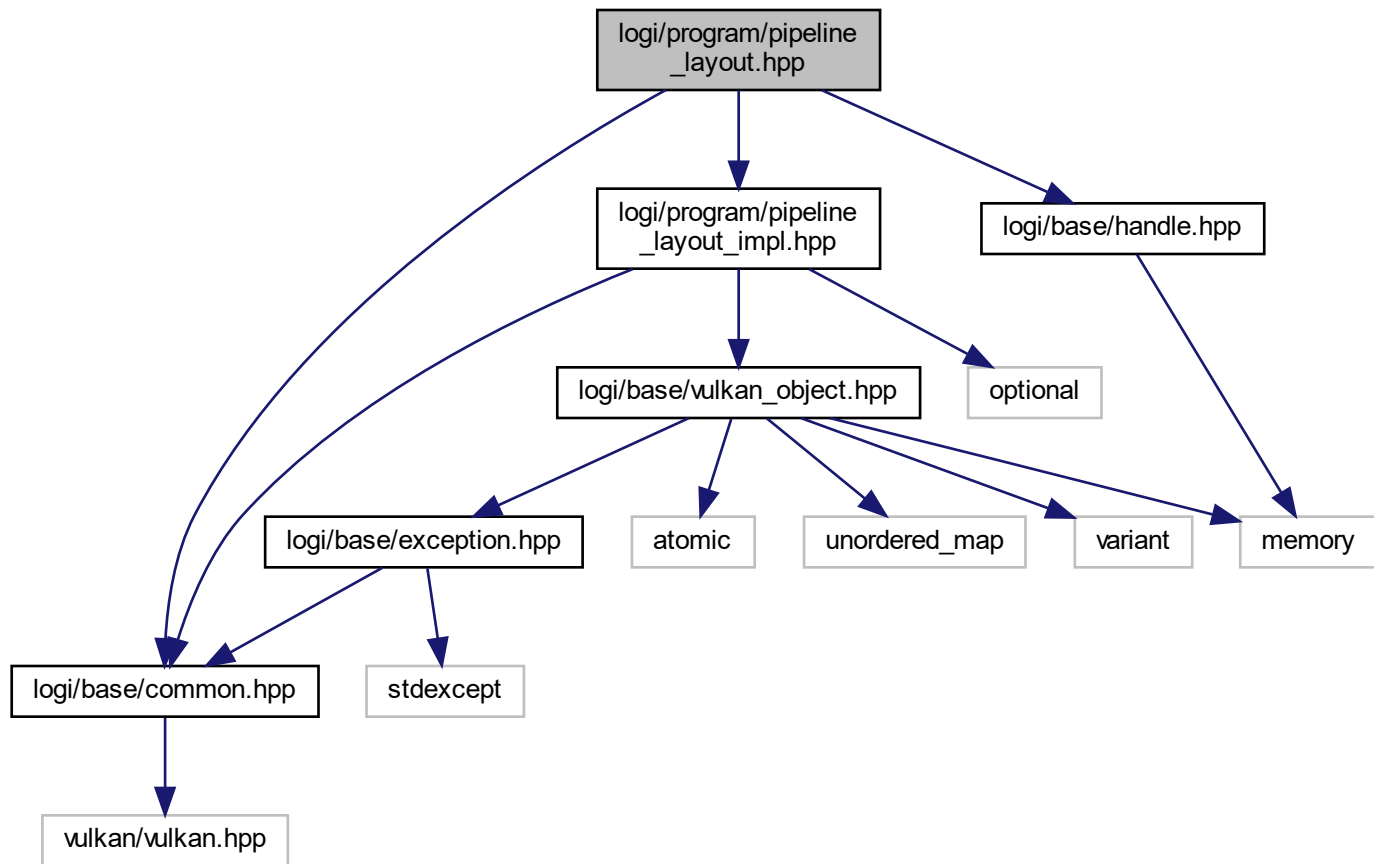 logi/program/pipeline
_layout.hpp
logi/program/pipeline
_layout_impl.hpp
logi/base/handle.hpp
logi/base/vulkan_object.hpp
optional
logi/base/exception.hpp
atomic
unordered_map
variant
memory
logi/base/common.hpp
stdexcept
vulkan/vulkan.hpp